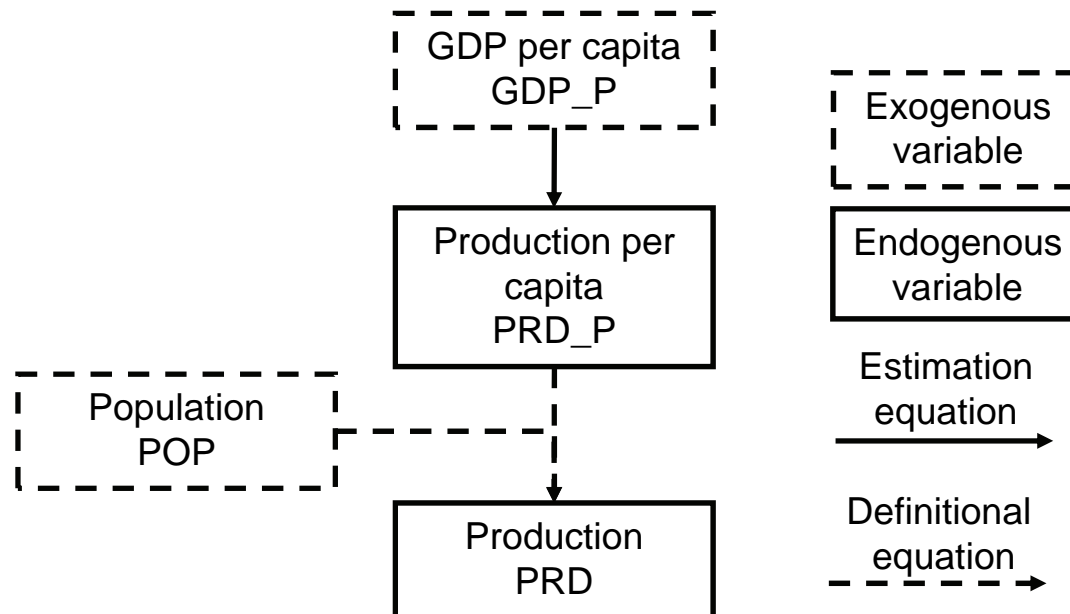 GDP per capita
GDP_P
Production per
capita
PRD_P
Population
POP
Production
PRD
Exogenous
variable
Endogenous
variable
Estimation
equation
Definitional
equation